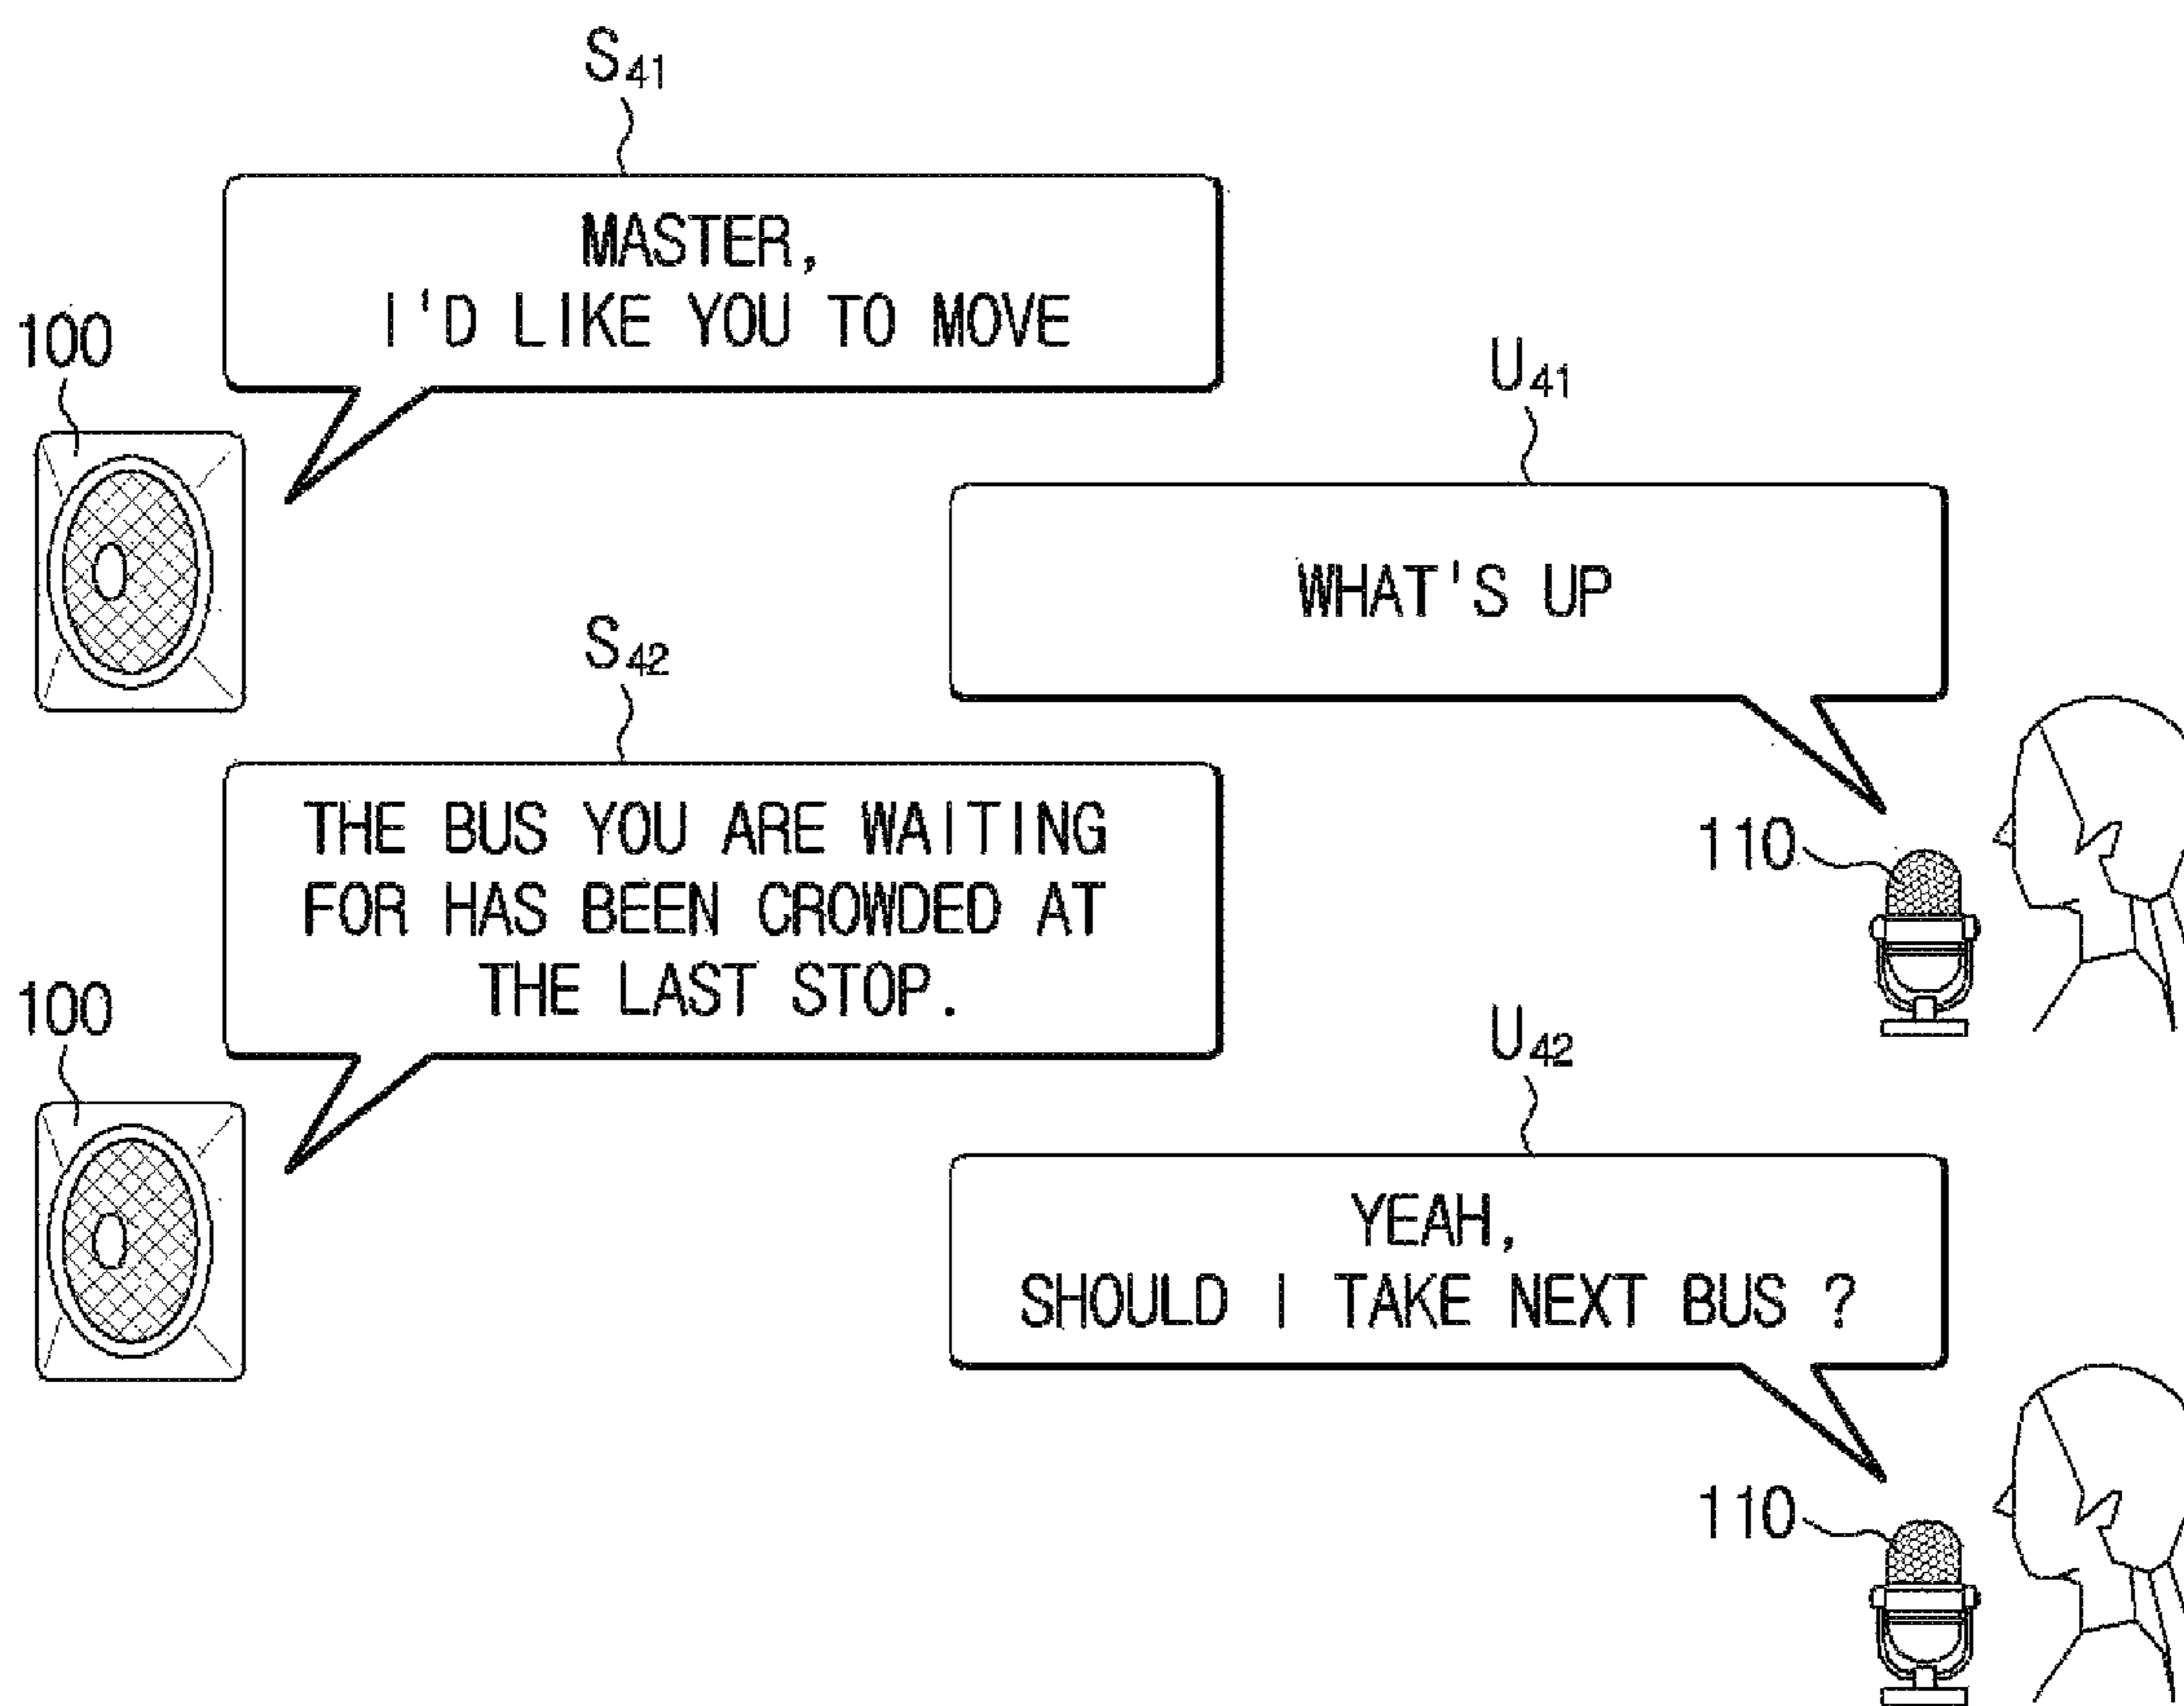 S41
MASTER,
I'D LIKE YOU TO MOVE
100
U41
WHAT'S UP
110
S42
THE BUS YOU ARE WAITING
FOR HAS BEEN CROWDED AT
THE LAST STOP.
100
U42
YEAH,
SHOULD I TAKE NEXT BUS ?
110